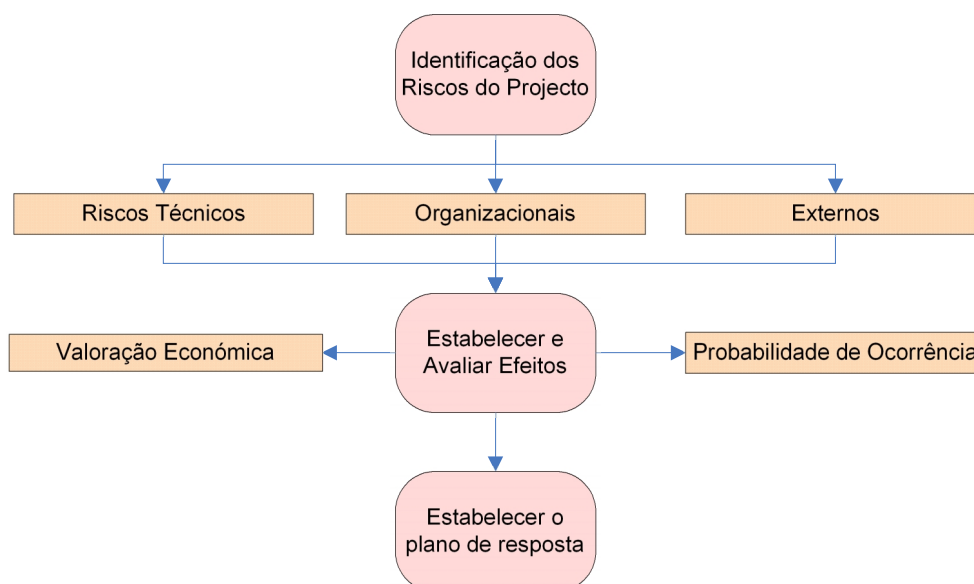 Identificação dos
Riscos do Projecto
Riscos Técnicos
Organizacionais
Externos
Estabelecer e
Avaliar Efeitos
Valoração Económica
Probabilidade de Ocorrência
Estabelecer o
plano de resposta